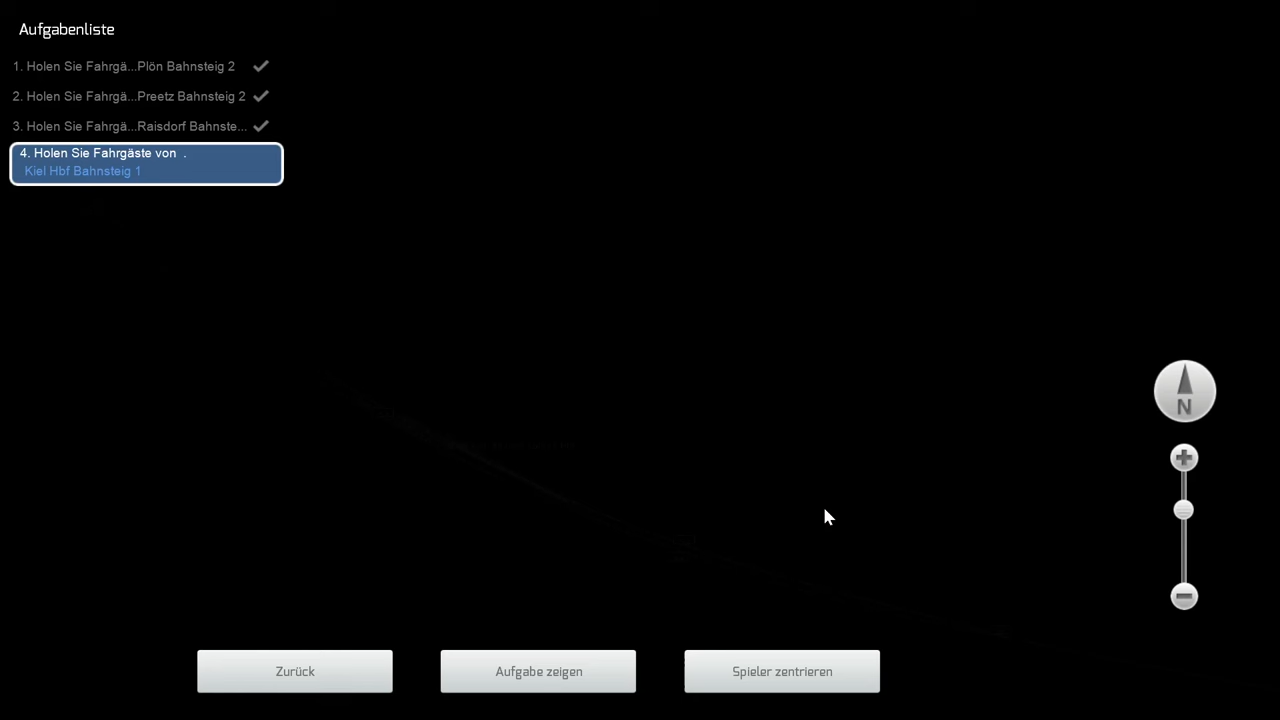 Aufgabenliste
1. Holen Sie Fahrgä...Plön Bahnsteig 2
2. Holen Sie Fahrgä...Preetz Bahnsteig 2
3. Holen Sie Fahrgä...Raisdorf Bahnste...
4. Holen Sie Fahrgäste von .
Kiel Hbf Bahnsteig 1
N
Zurück
Aufgabe zeigen
Spieler zentrieren